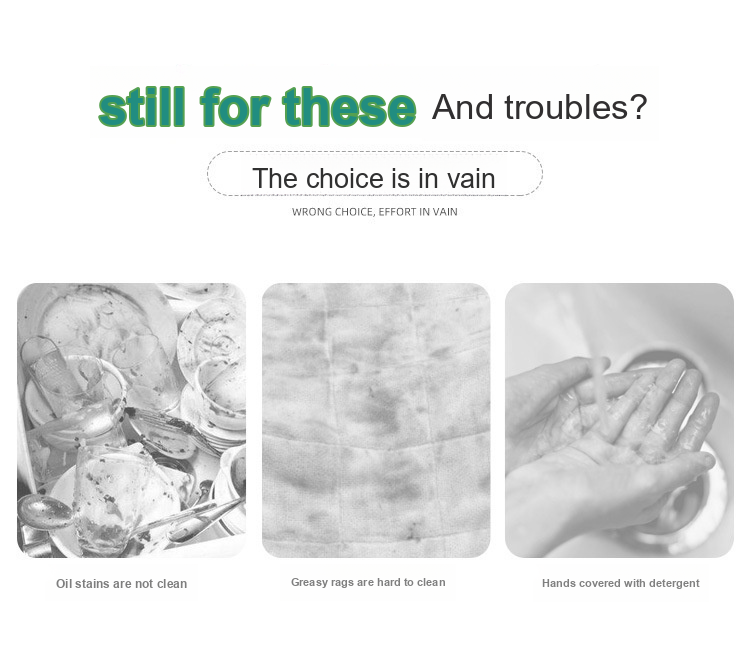 still for these And troubles?
The choice is in vain
WRONG CHOICE, EFFORT IN VAIN
Oil stains are not clean
Greasy rags are hard to clean
Hands covered with detergent